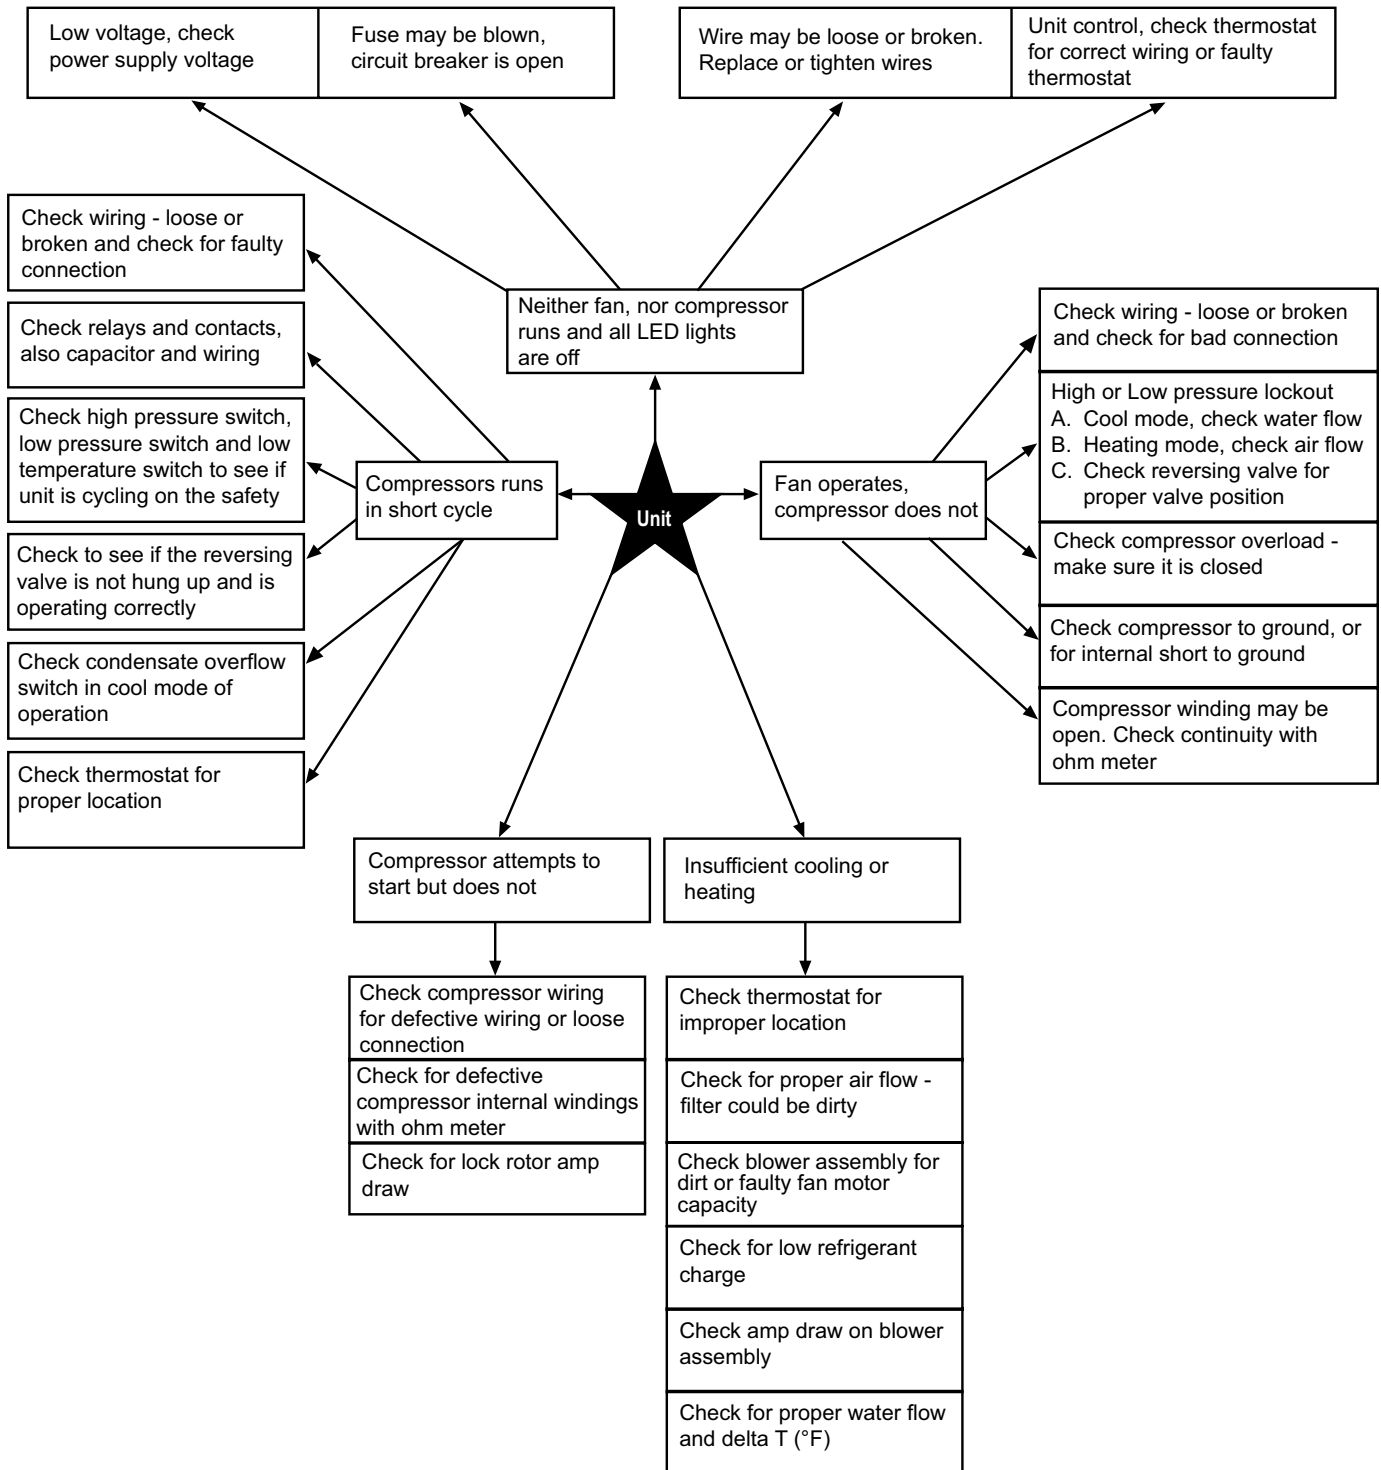 Low voltage, check
power supply voltage
Fuse may be blown,
circuit breaker is open
Wire may be loose or broken.
Replace or tighten wires
Unit control, check thermostat
for correct wiring or faulty
thermostat
Neither fan, nor compressor
runs and all LED lights
are off
Check wiring - loose or
broken and check for faulty
connection
Check relays and contacts,
also capacitor and wiring
Check high pressure switch,
low pressure switch and low
temperature switch to see if
unit is cycling on the safety
Check to see if the reversing
valve is not hung up and is
operating correctly
Check condensate overflow
switch in cool mode of
operation
Check thermostat for
proper location
Compressors runs
in short cycle
Unit
Fan operates,
compressor does not
Check wiring - loose or broken
and check for bad connection
High or Low pressure lockout
A. Cool mode, check water flow
B. Heating mode, check air flow
C. Check reversing valve for
proper valve position
Check compressor overload -
make sure it is closed
Check compressor to ground, or
for internal short to ground
Compressor winding may be
open. Check continuity with
ohm meter
Compressor attempts to
start but does not
Check compressor wiring
for defective wiring or loose
connection
Check for defective
compressor internal windings
with ohm meter
Check for lock rotor amp
draw
Insufficient cooling or
heating
Check thermostat for
improper location
Check for proper air flow -
filter could be dirty
Check blower assembly for
dirt or faulty fan motor
capacity
Check for low refrigerant
charge
Check amp draw on blower
assembly
Check for proper water flow
and delta T (°F)